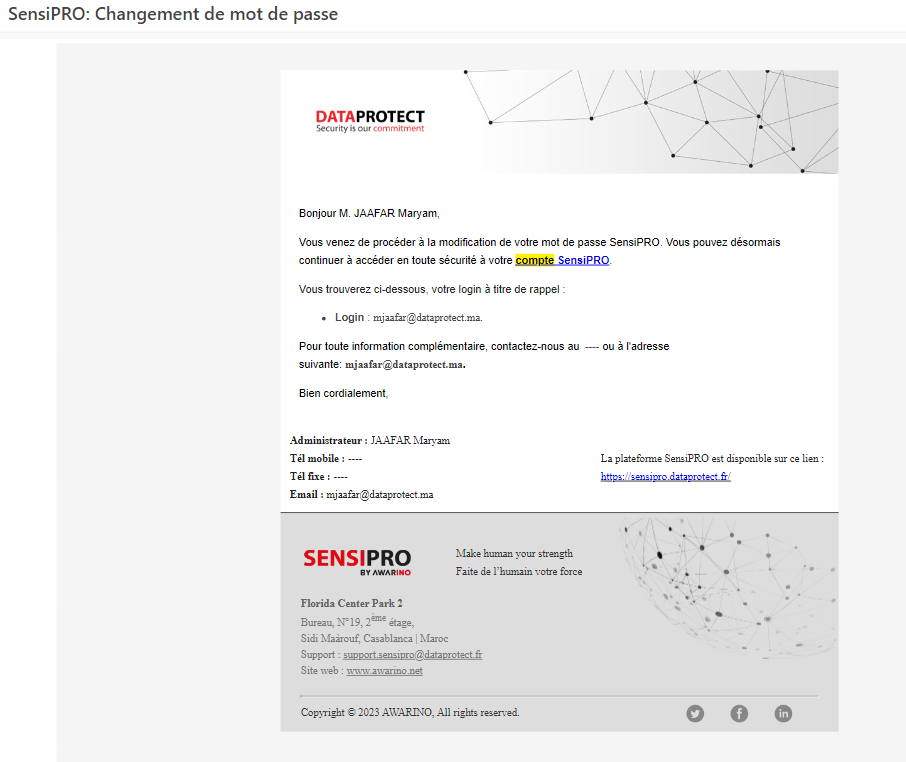 SensiPRO: Changement de mot de passe
DATAPROTECT
Security is our commitment
Bonjour M. JAAFAR Maryam,
Vous venez de procéder à la modification de votre mot de passe SensiPRO. Vous pouvez désormais
continuer à accéder en toute sécurité à votre compte SensiPRO.
Vous trouverez ci-dessous, votre login à titre de rappel :
• Login : mjaafar@dataprotect.ma.
Pour toute information complémentaire, contactez-nous au ---- ou à l'adresse
suivante: mjaafar@dataprotect.ma.
Bien cordialement,
Administrateur : JAAFAR Maryam
Tél mobile : ----
Tél fixe : ----
Email : mjaafar@dataprotect.ma
La plateforme SensiPRO est disponible sur ce lien :
https://sensipro.dataprotect.fr/
SENSIPRO
BY AWARINO
Make human your strength
Faite de l’humain votre force
Florida Center Park 2
Bureau, N°19, 2ème étage,
Sidi Maârouf, Casablanca | Maroc
Support : support.sensipro@dataprotect.fr
Site web : www.awarino.net
Copyright © 2023 AWARINO, All rights reserved.